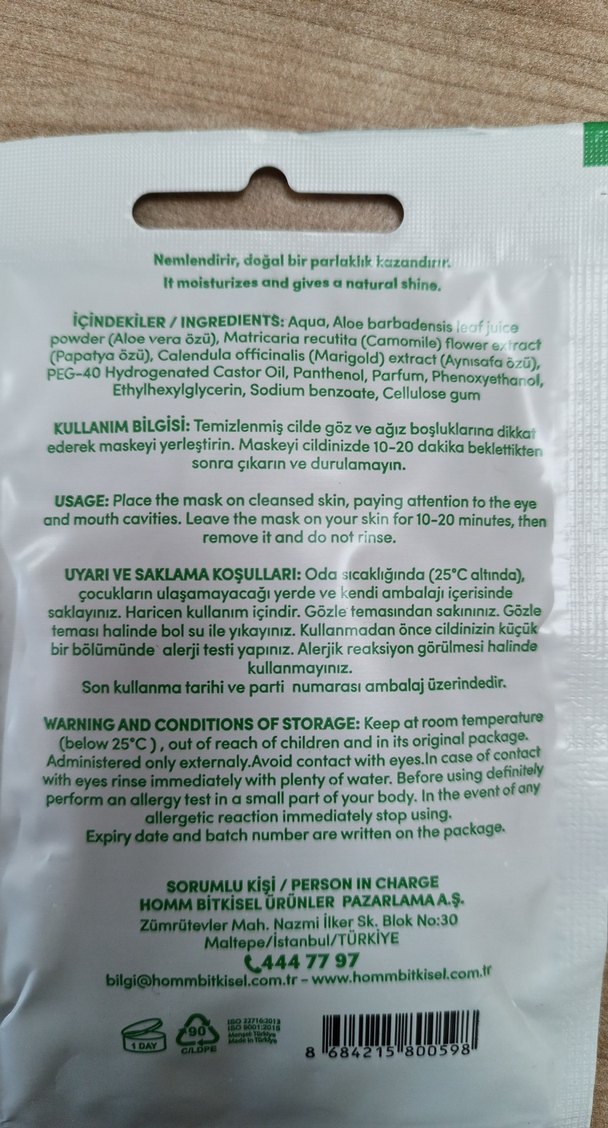 Nemlendirir, doğal bir parlaklık kazandırır.
It moisturizes and gives a natural shine.
İÇİNDEKİLER / INGREDIENTS: Aqua, Aloe barbadensis leaf juice
powder (Aloe vera özü), Matricaria recutita (Camomile) flower extract
(Papatya özü), Calendula officinalis (Marigold) extract (Aynısafa özü),
PEG-40 Hydrogenated Castor Oil, Panthenol, Parfum, Phenoxyethanol,
Ethylhexylglycerin, Sodium benzoate, Cellulose gum
KULLANIM BİLGİSİ: Temizlenmiş cilde göz ve ağız boşluklarına dikkat
ederek maskeyi yerleştirin. Maskeyi cildinizde 10-20 dakika beklettikten
sonra çıkarın ve durulamayın.
USAGE: Place the mask on cleansed skin, paying attention to the eye
and mouth cavities. Leave the mask on your skin for 10-20 minutes, then
remove it and do not rinse.
UYARI VE SAKLAMA KOŞULLARI: Oda sıcaklığında (25°C altında),
çocukların ulaşamayacağı yerde ve kendi ambalajı içerisinde
saklayınız. Haricen kullanım içindir. Gözle temasından sakınınız. Gözle
teması halinde bol su ile yıkayınız. Kullanmadan önce cildinizin küçük
bir bölümünde alerji testi yapınız. Alerjik reaksiyon görülmesi halinde
kullanmayınız.
Son kullanma tarihi ve parti numarası ambalaj üzerindedir.
WARNING AND CONDITIONS OF STORAGE: Keep at room temperature
(below 25°C ) , out of reach of children and in its original package.
Administered only externaly.Avoid contact with eyes.In case of contact
with eyes rinse immediately with plenty of water. Before using definitely
perform an allergy test in a small part of your body. In the event of any
allergetic reaction immediately stop using.
Expiry date and batch number are written on the package.
SORUMLU KİŞİ / PERSON IN CHARGE
HOMM BİTKİSEL ÜRÜNLER PAZARLAMA A.Ş.
Zümrütevler Mah. Nazmi İlker Sk. Blok No:30
Maltepe/İstanbul/TÜRKİYE
444 77 97
bilgi@hommbitkisel.com.tr - www.hommbitkisel.com.tr
1 DAY
90
C/LDPE
ISO 22716:2013
ISO 9001:2015
Menşei: Türkiye
Made in Türkiye
8 684215 800598